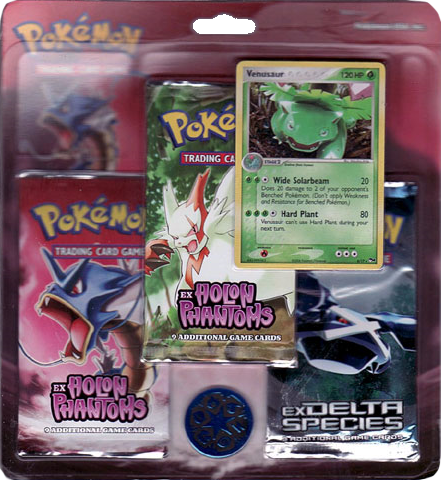 Pokémon
Pokémon
TRADING CARD
Venusaur
120 HP
Wide Solarbeam
20
Does 20 damage to 2 of your opponent's
Benched Pokémon. (Don't apply Weakness
and Resistance for Benched Pokémon.)
Hard Plant
80
Venusaur can't use Hard Plant during your
next turn.
EX HOLON
PHANTOMS
9 ADDITIONAL GAME CARDS
Pokémon
TRADING CARD GAME
EX HOLON
PHANTOMS
9 ADDITIONAL GAME CARDS
EX DELTA
SPECIES
ADDITIONAL GAME CARDS